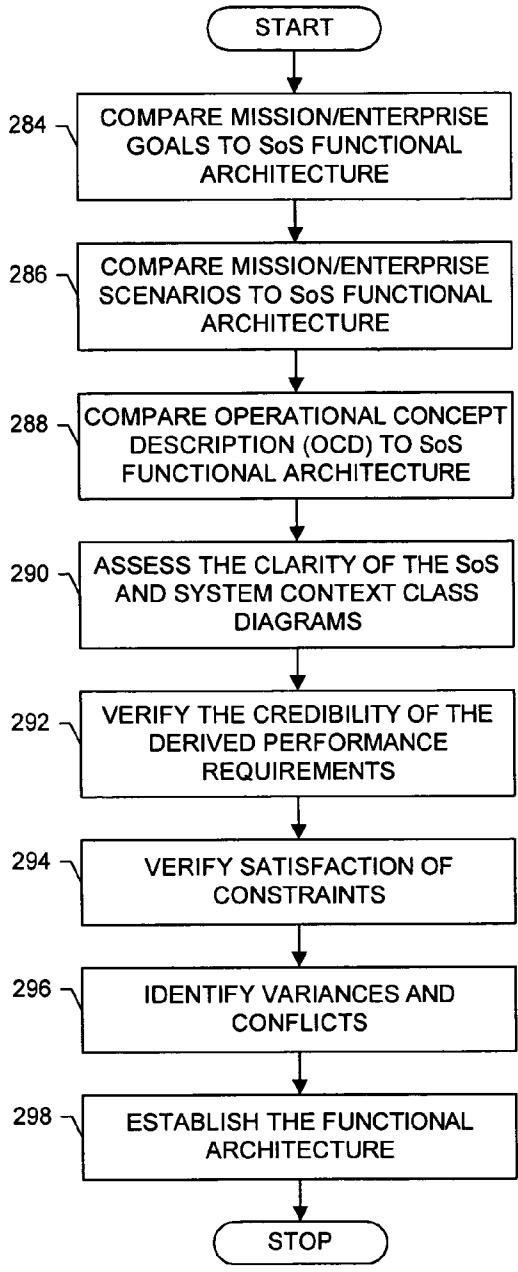 START
284
COMPARE MISSION/ENTERPRISE
GOALS TO SoS FUNCTIONAL
ARCHITECTURE
286
COMPARE MISSION/ENTERPRISE
SCENARIOS TO SoS FUNCTIONAL
ARCHITECTURE
288
COMPARE OPERATIONAL CONCEPT
DESCRIPTION (OCD) TO SoS
FUNCTIONAL ARCHITECTURE
290
ASSESS THE CLARITY OF THE SoS
AND SYSTEM CONTEXT CLASS
DIAGRAMS
292
VERIFY THE CREDIBILITY OF THE
DERIVED PERFORMANCE
REQUIREMENTS
294
VERIFY SATISFACTION OF
CONSTRAINTS
296
IDENTIFY VARIANCES AND
CONFLICTS
298
ESTABLISH THE FUNCTIONAL
ARCHITECTURE
STOP